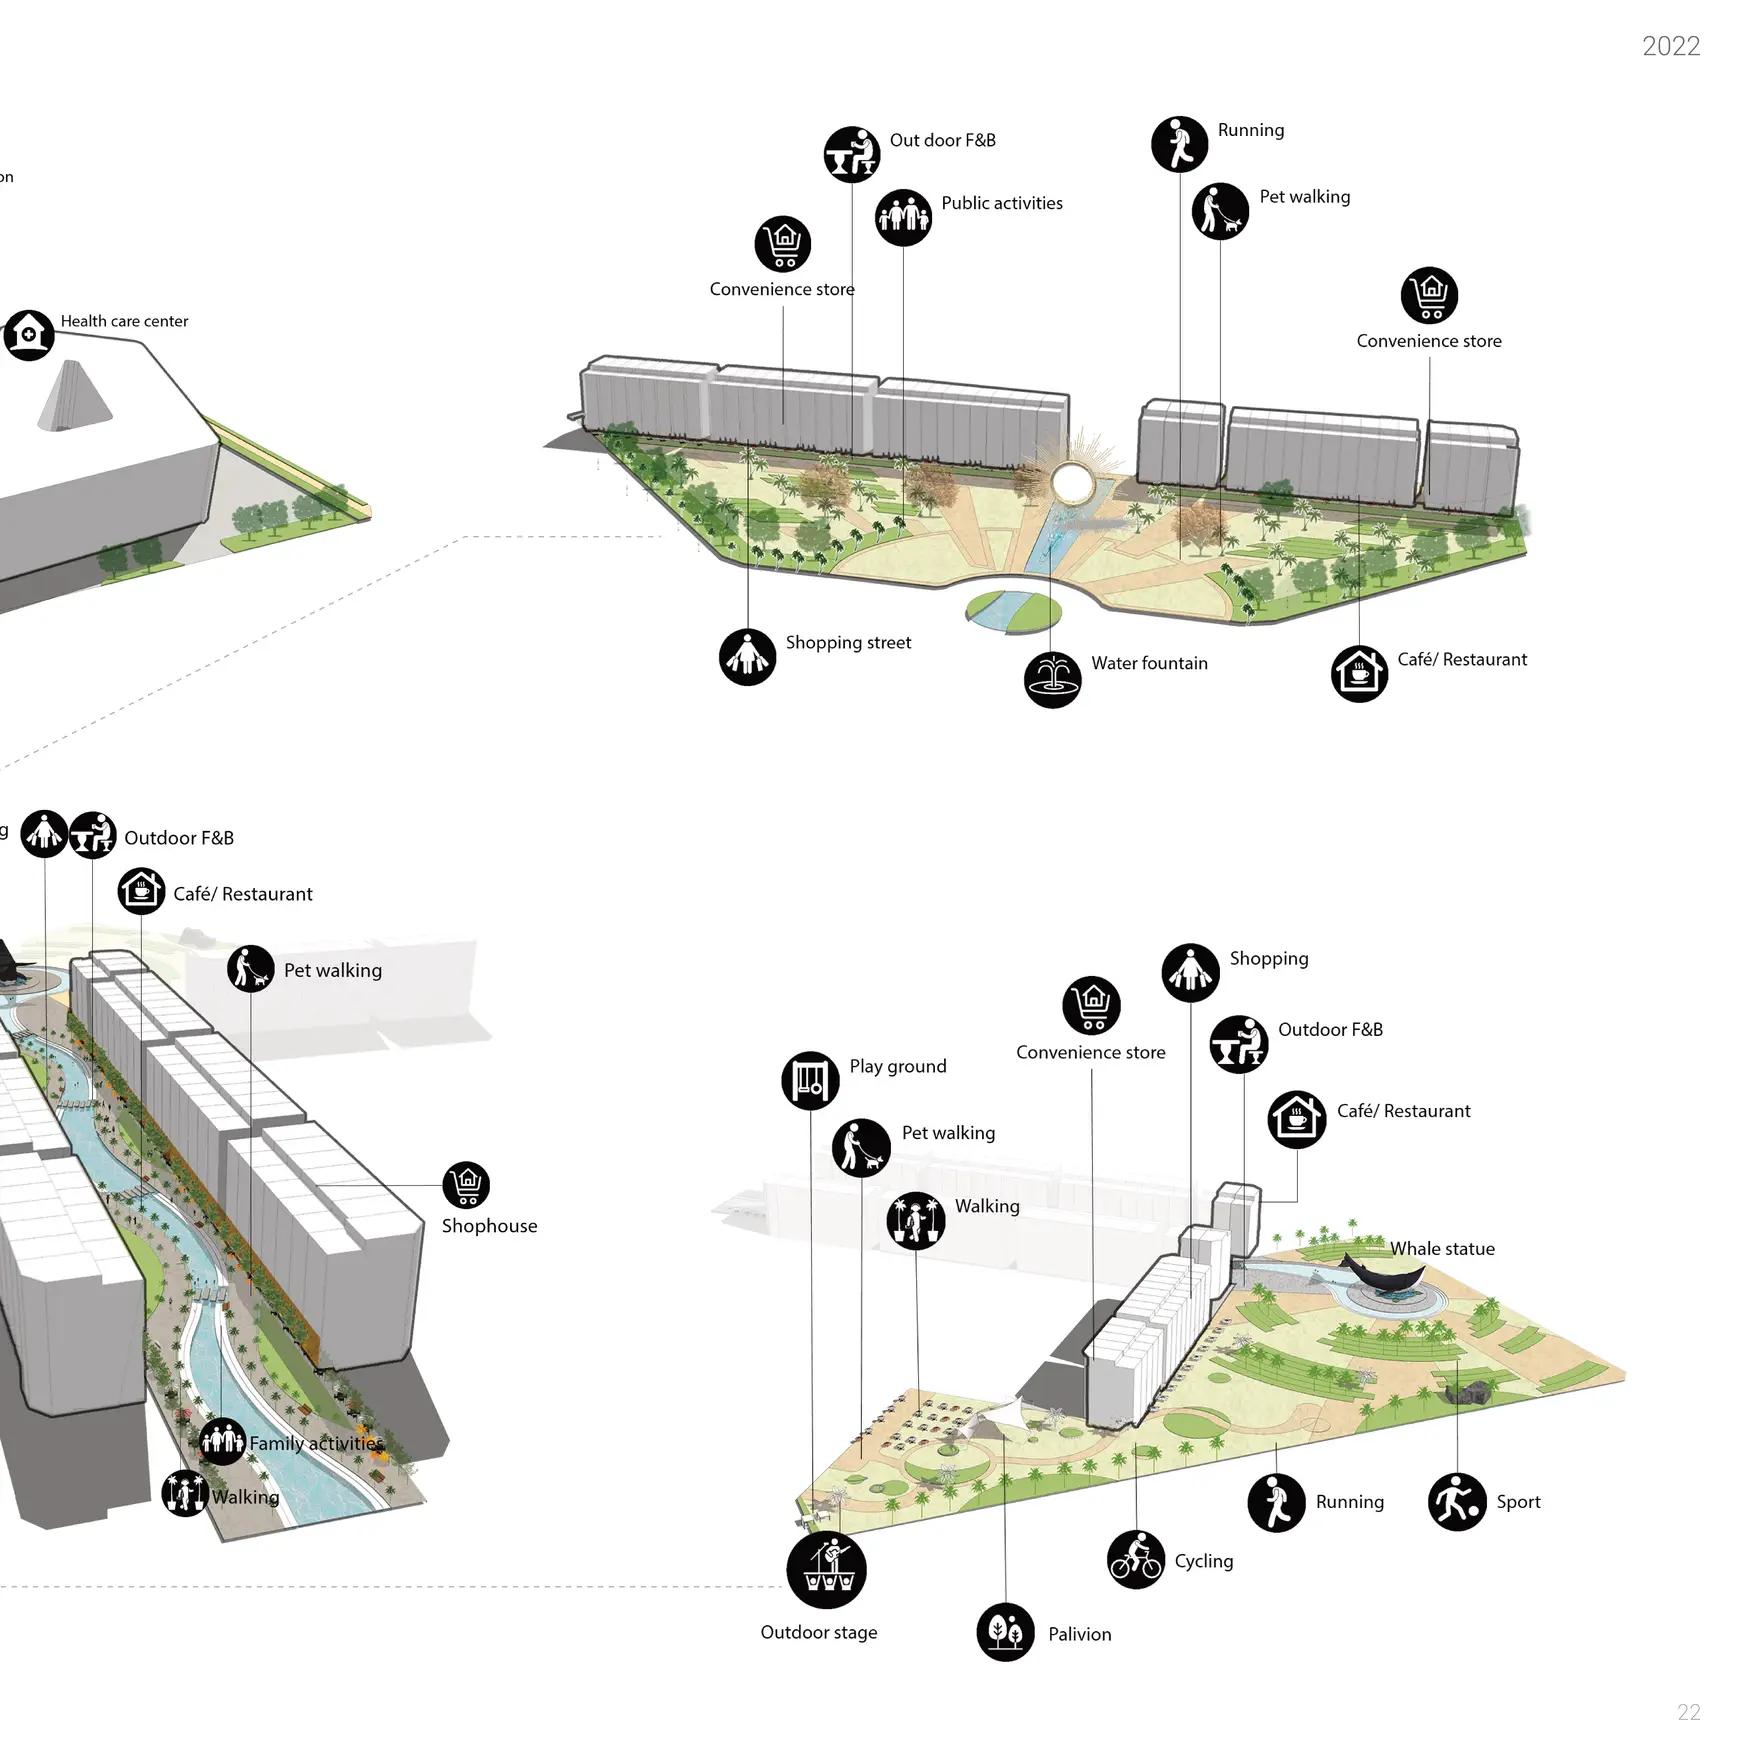 2022
Out door F&B
Running
on
Public activities
Pet walking
Convenience store
Health care center
Convenience store
Shopping street
Water fountain
Café/ Restaurant
g
Outdoor F&B
Café/ Restaurant
Pet walking
Shopping
Outdoor F&B
Convenience store
Play ground
Café/ Restaurant
Pet walking
Walking
Shophouse
Whale statue
Family activities
Walking
Running
Sport
Cycling
Outdoor stage
Palivion
22